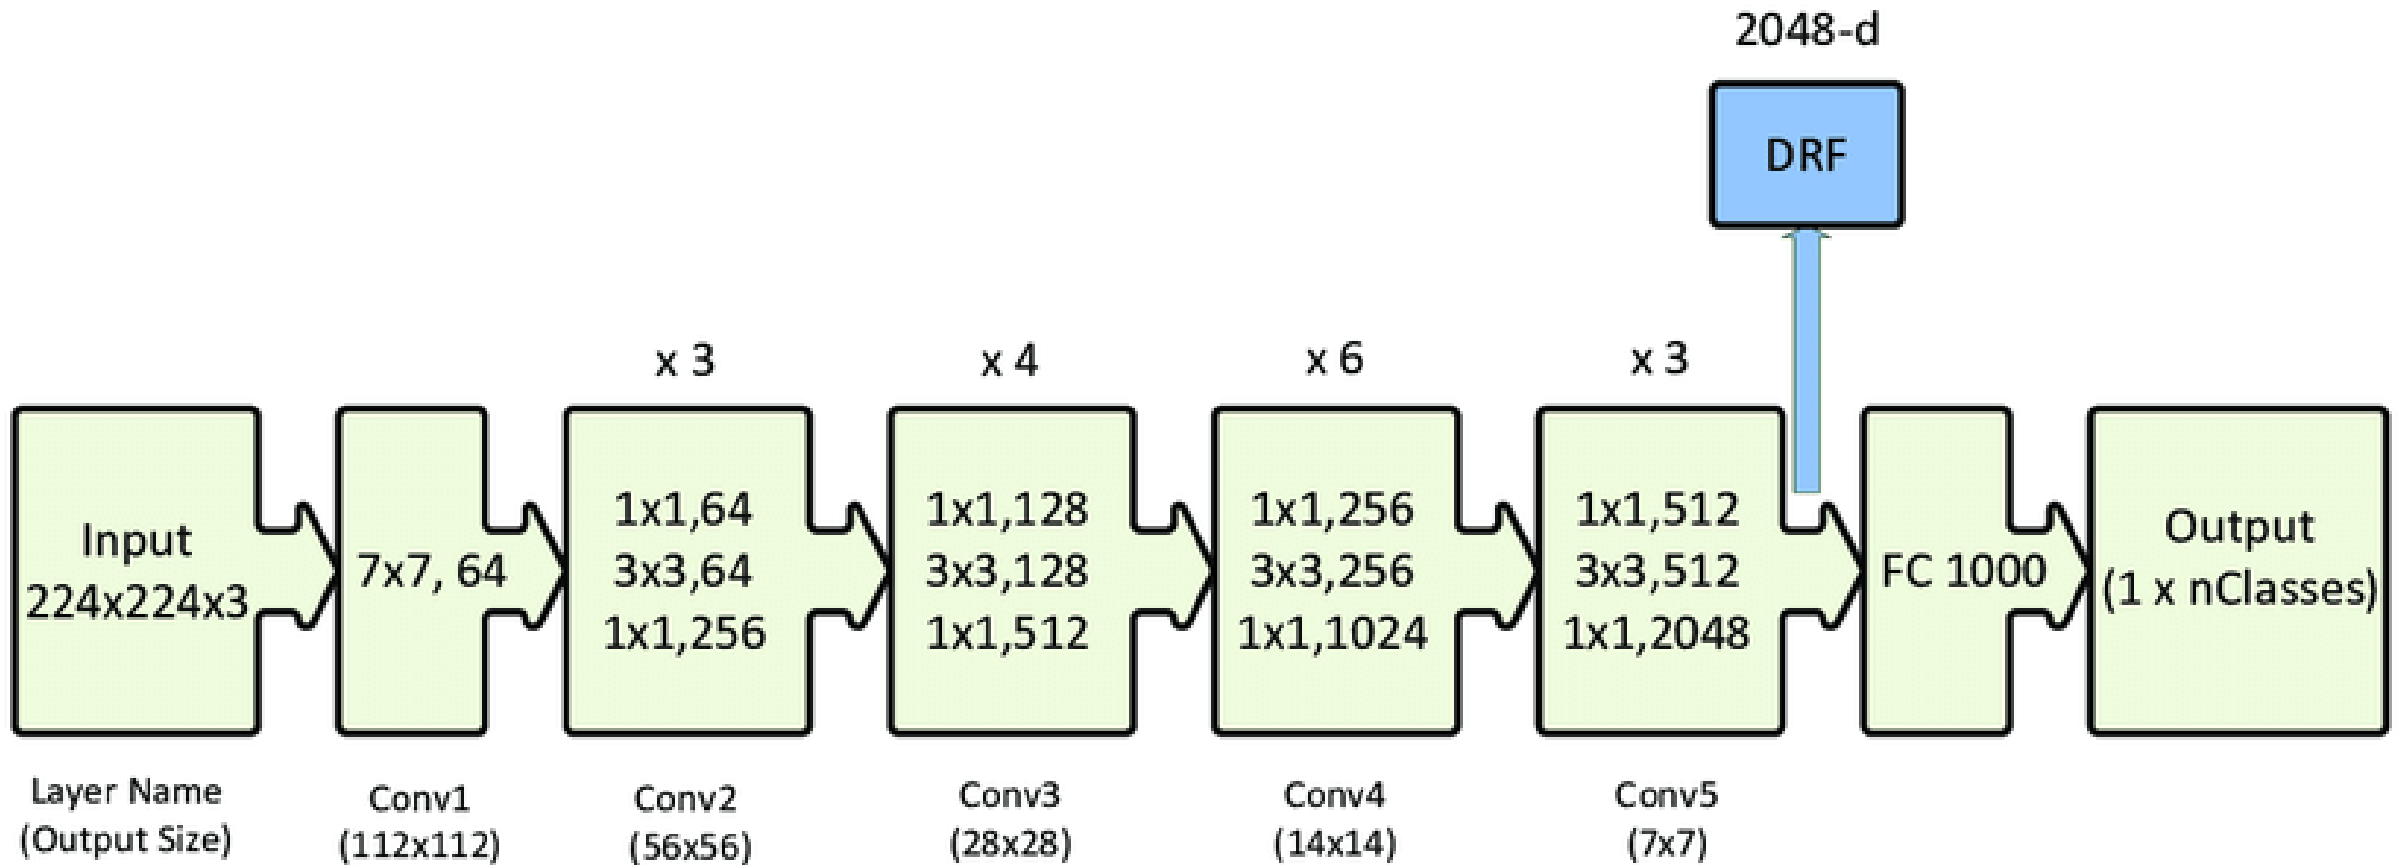 2048-d
DRF
x 3
x 4
x 6
x 3
Input
224x224x3
7x7, 64
1x1,64
3x3,64
1x1,256
1x1,128
3x3,128
1x1,512
1x1,256
3x3,256
1x1,1024
1x1,512
3x3,512
1x1,2048
FC 1000
Output
(1 x nClasses)
Layer Name
(Output Size)
Conv1
(112x112)
Conv2
(56x56)
Conv3
(28x28)
Conv4
(14x14)
Conv5
(7x7)